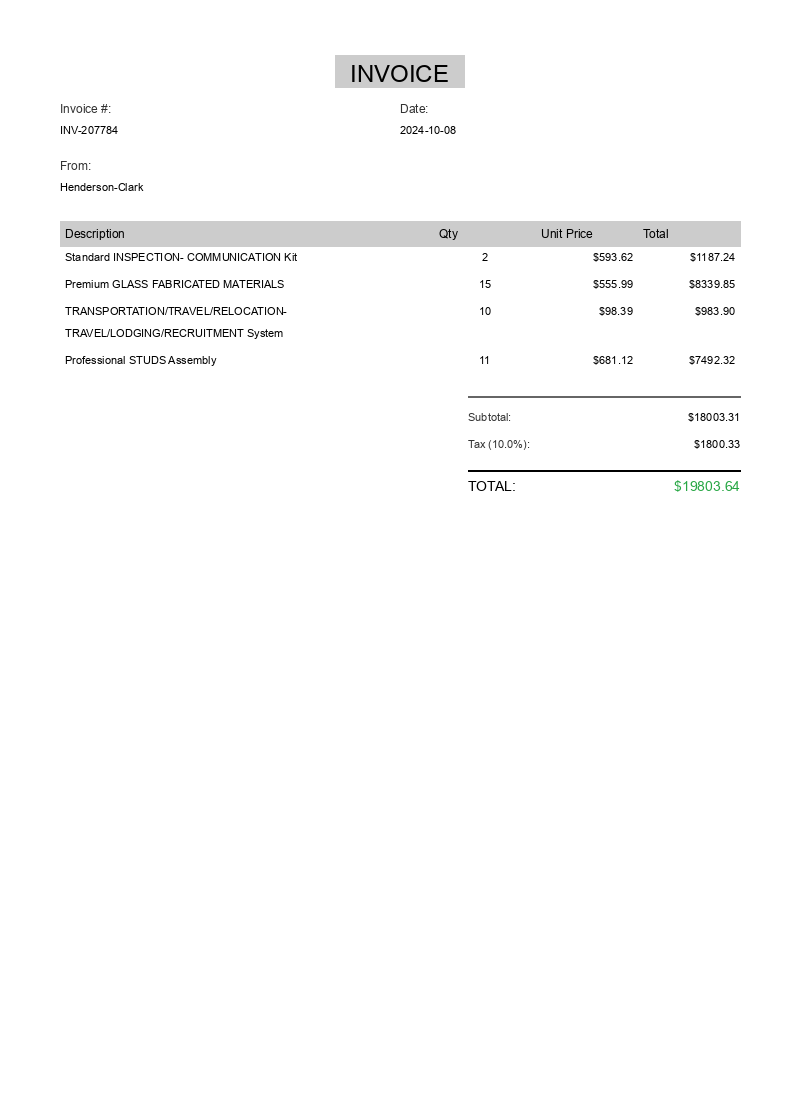 INVOICE
Invoice #: Date:
INV-207784 2024-10-08
From:
Henderson-Clark
Description Qty Unit Price Total
Standard INSPECTION- COMMUNICATION Kit 2 $593.62 $1187.24
Premium GLASS FABRICATED MATERIALS 15 $555.99 $8339.85
TRANSPORTATION/TRAVEL/RELOCATION- 10 $98.39 $983.90
TRAVEL/LODGING/RECRUITMENT System
Professional STUDS Assembly 11 $681.12 $7492.32
Subtotal: $18003.31
Tax (10.0%): $1800.33
TOTAL: $19803.64